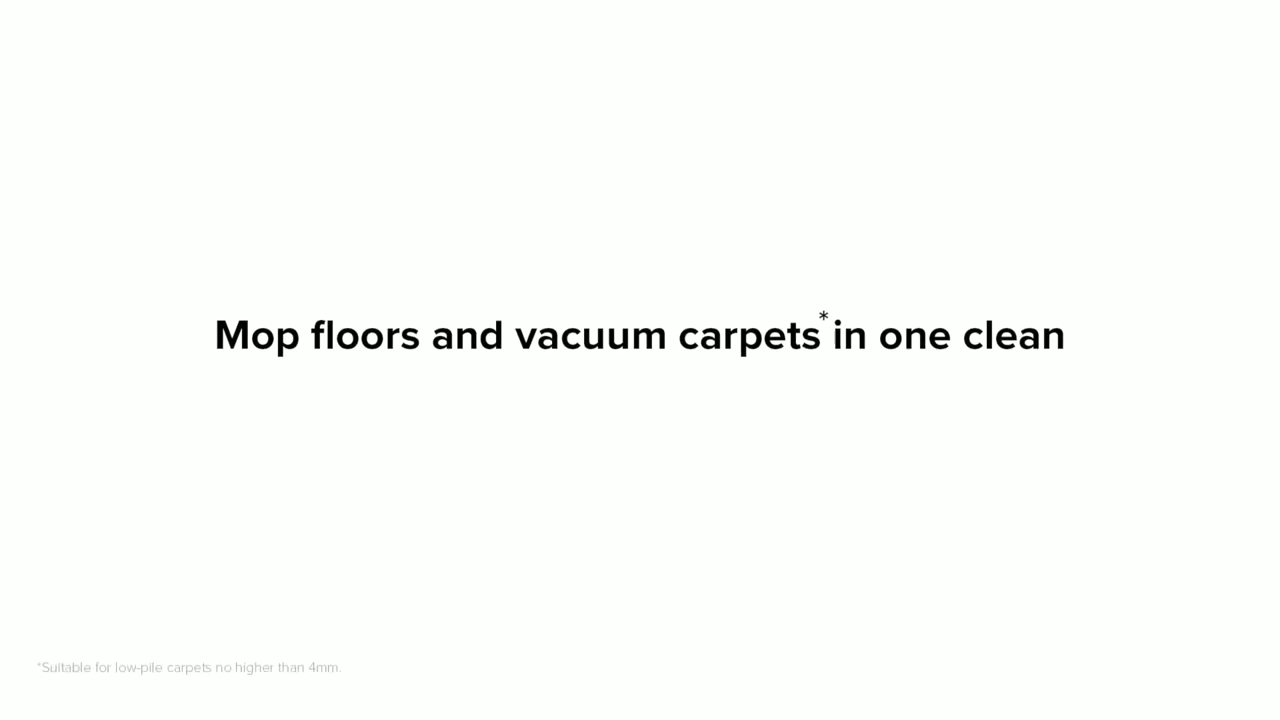 Mop floors and vacuum carpets* in one clean
*Suitable for low-pile carpets no higher than 4mm.